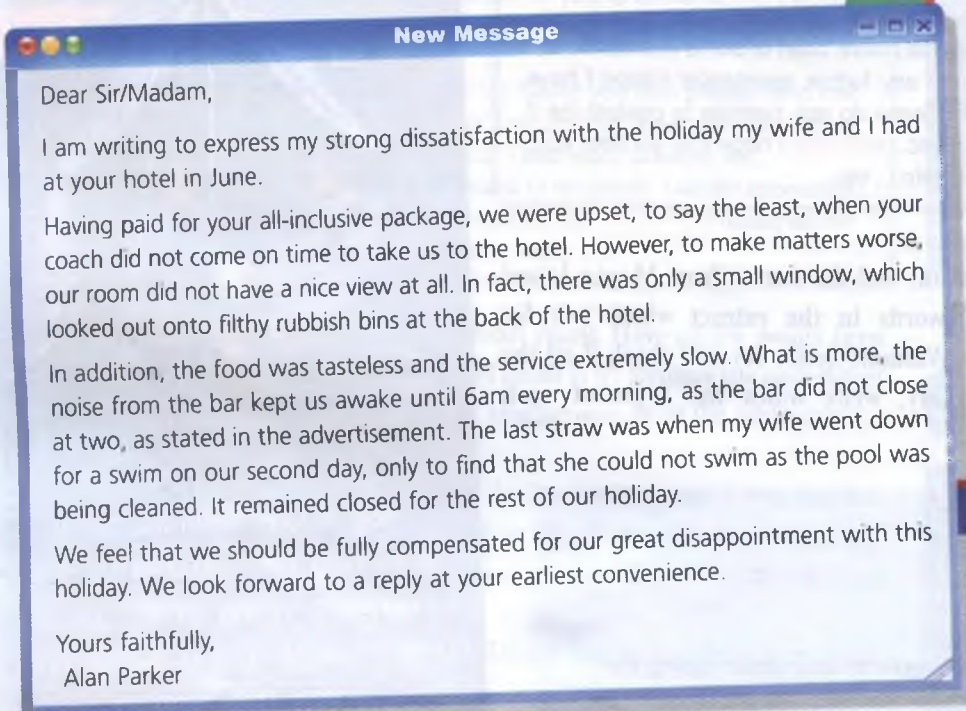 New Message
Dear Sir/Madam,
I am writing to express my strong dissatisfaction with the holiday my wife and I had
at your hotel in June.
Having paid for your all-inclusive package, we were upset, to say the least, when your
coach did not come on time to take us to the hotel. However, to make matters worse,
our room did not have a nice view at all. In fact, there was only a small window, which
looked out onto filthy rubbish bins at the back of the hotel.
In addition, the food was tasteless and the service extremely slow. What is more, the
noise from the bar kept us awake until 6am every morning, as the bar did not close
at two, as stated in the advertisement. The last straw was when my wife went down
for a swim on our second day, only to find that she could not swim as the pool was
being cleaned. It remained closed for the rest of our holiday.
We feel that we should be fully compensated for our great disappointment with this
holiday. We look forward to a reply at your earliest convenience.
Yours faithfully,
Alan Parker